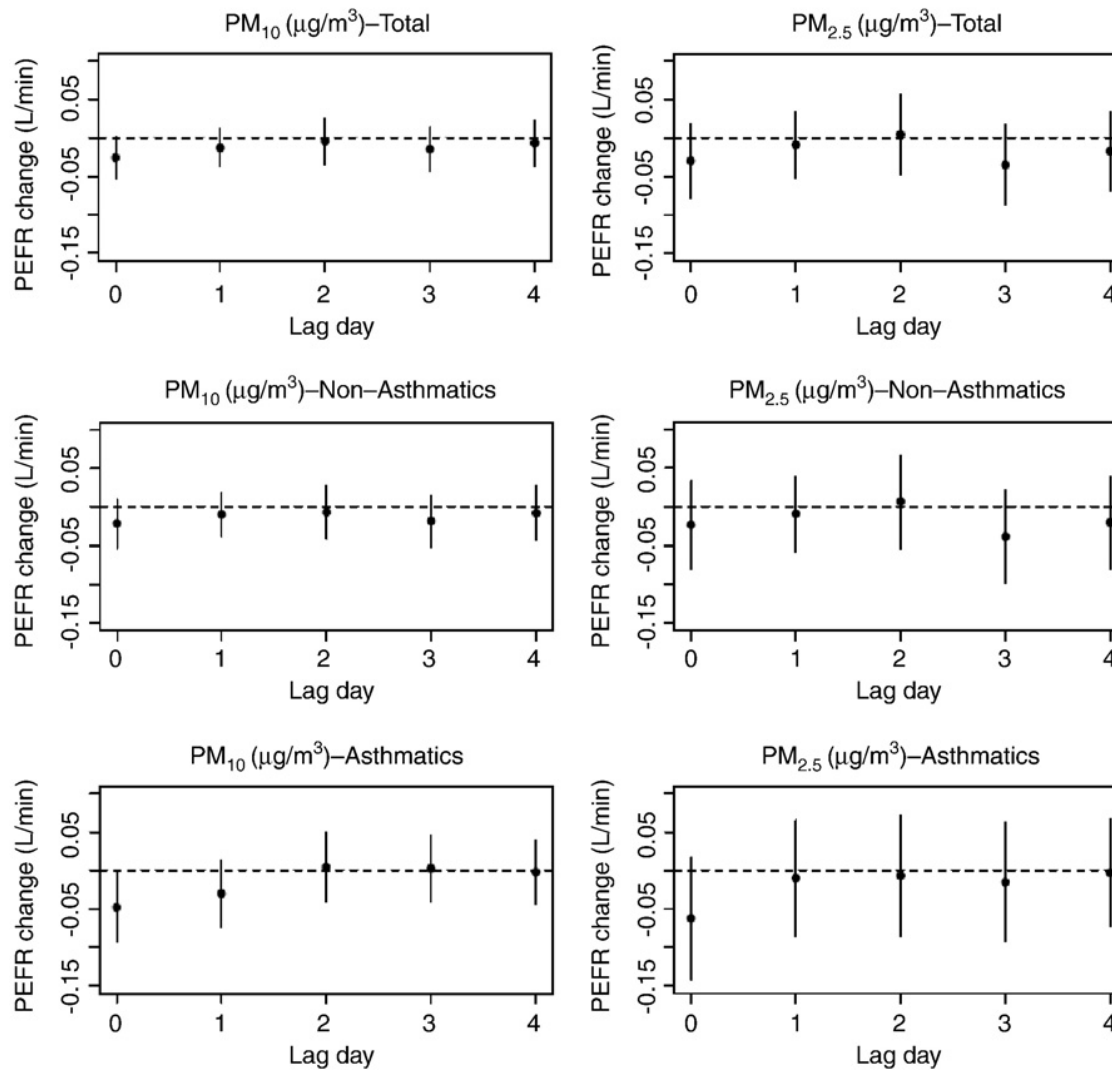 PM10 (μg/m3)–Total
PEFR change (L/min)
0.05
-0.05
-0.15
0 1 2 3 4
Lag day
PM2.5 (μg/m3)–Total
PEFR change (L/min)
0.05
-0.05
-0.15
0 1 2 3 4
Lag day
PM10 (μg/m3)–Non–Asthmatics
PEFR change (L/min)
0.05
-0.05
-0.15
0 1 2 3 4
Lag day
PM2.5 (μg/m3)–Non–Asthmatics
PEFR change (L/min)
0.05
-0.05
-0.15
0 1 2 3 4
Lag day
PM10 (μg/m3)–Asthmatics
PEFR change (L/min)
0.05
-0.05
-0.15
0 1 2 3 4
Lag day
PM2.5 (μg/m3)–Asthmatics
PEFR change (L/min)
0.05
-0.05
-0.15
0 1 2 3 4
Lag day